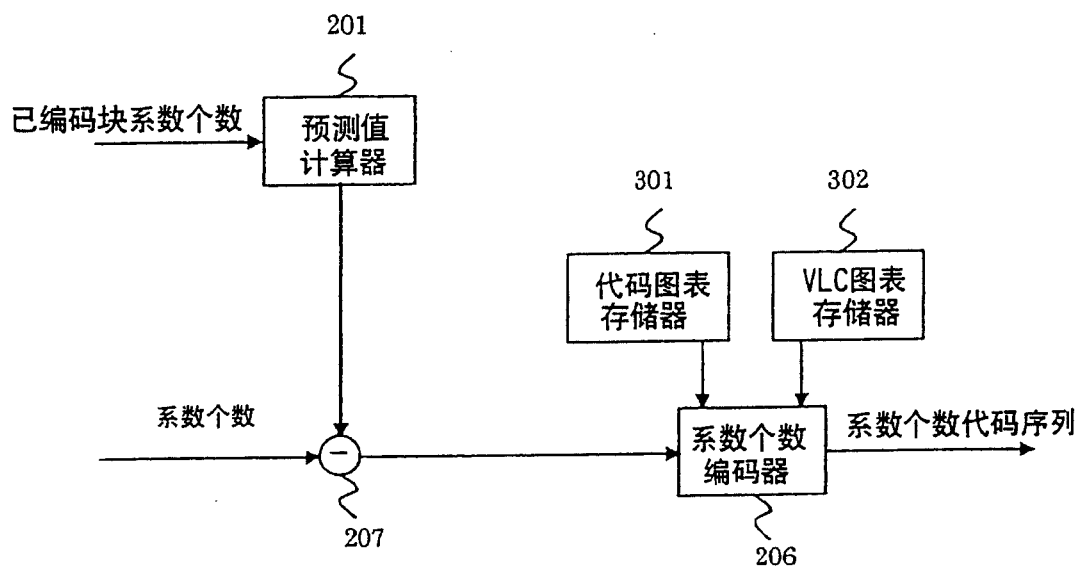 201
已编码块系数个数
预测值
计算器
301
302
代码图表
存储器
VLC图表
存储器
系数个数
−
系数个数
编码器
系数个数代码序列
207
206